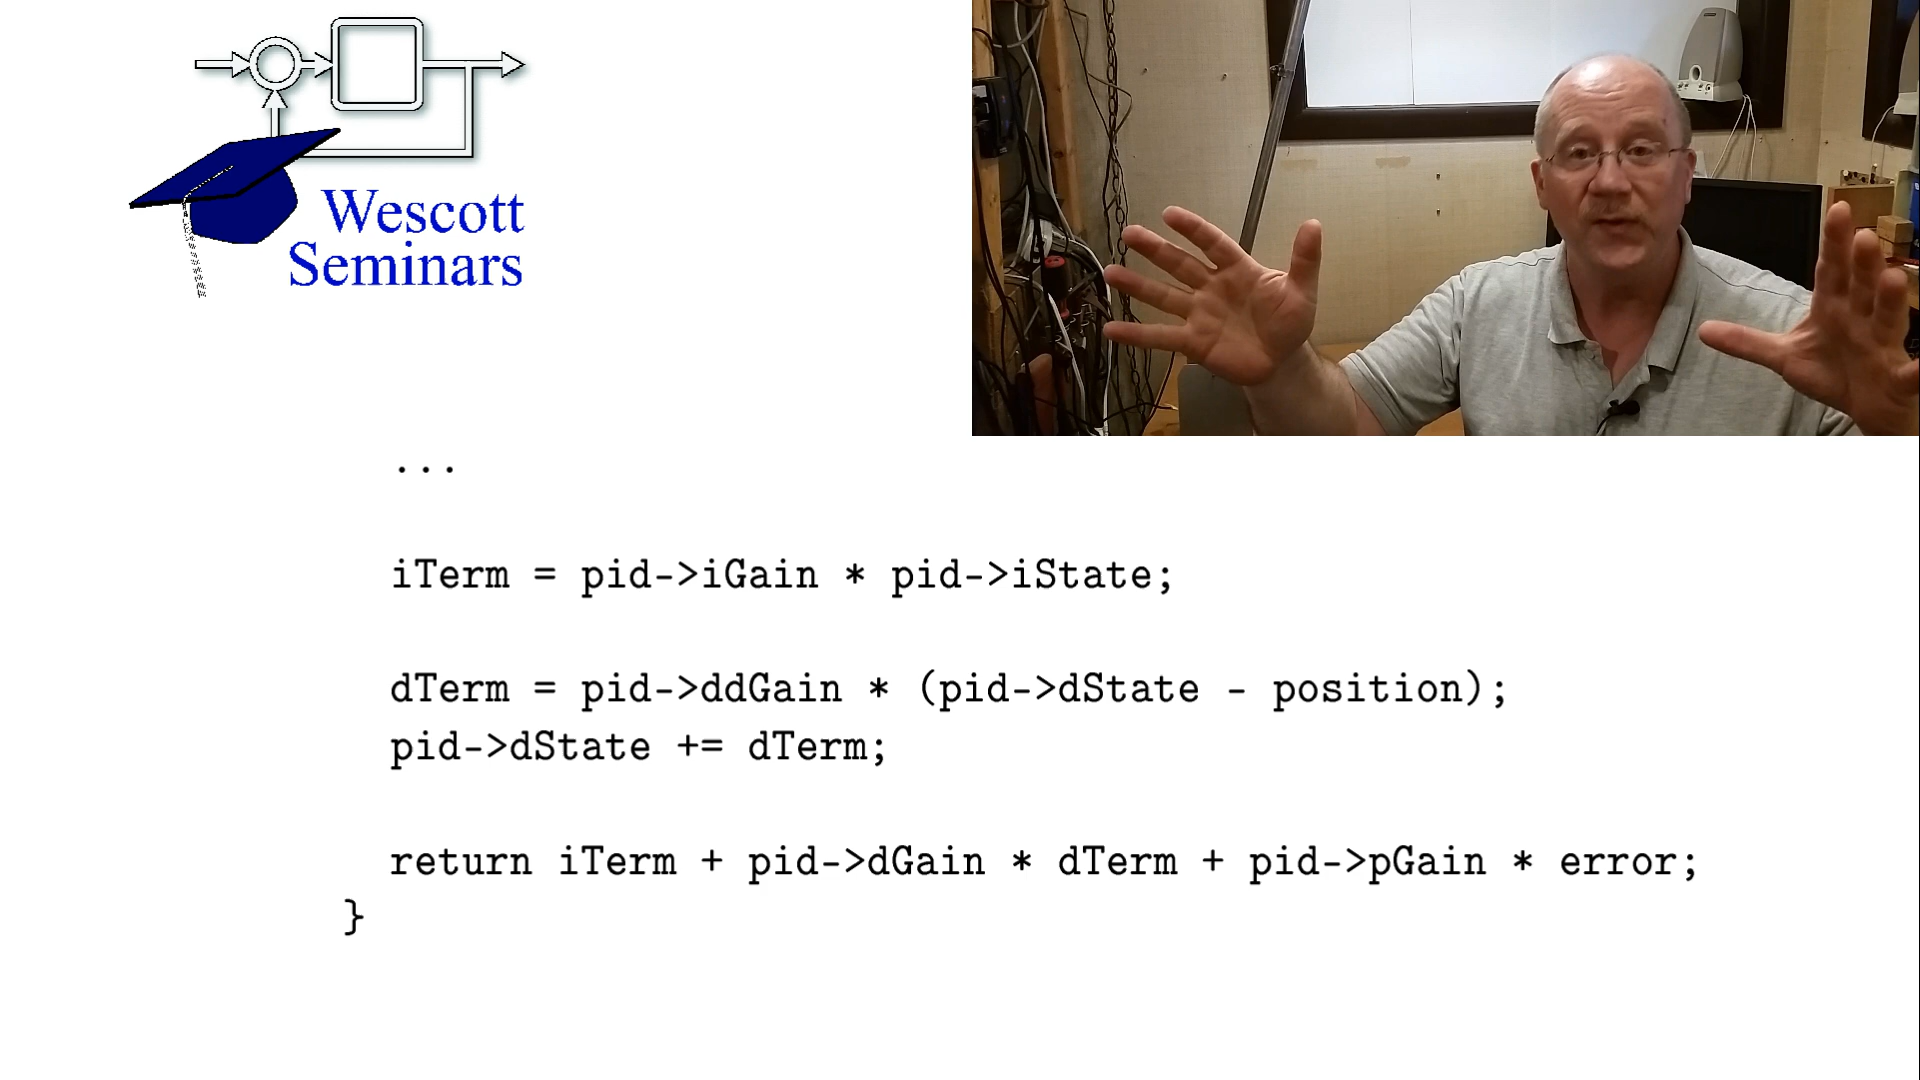 Wescott
Seminars
...
iTerm = pid->iGain * pid->iState;
dTerm = pid->ddGain * (pid->dState - position);
pid->dState += dTerm;
return iTerm + pid->dGain * dTerm + pid->pGain * error;
}